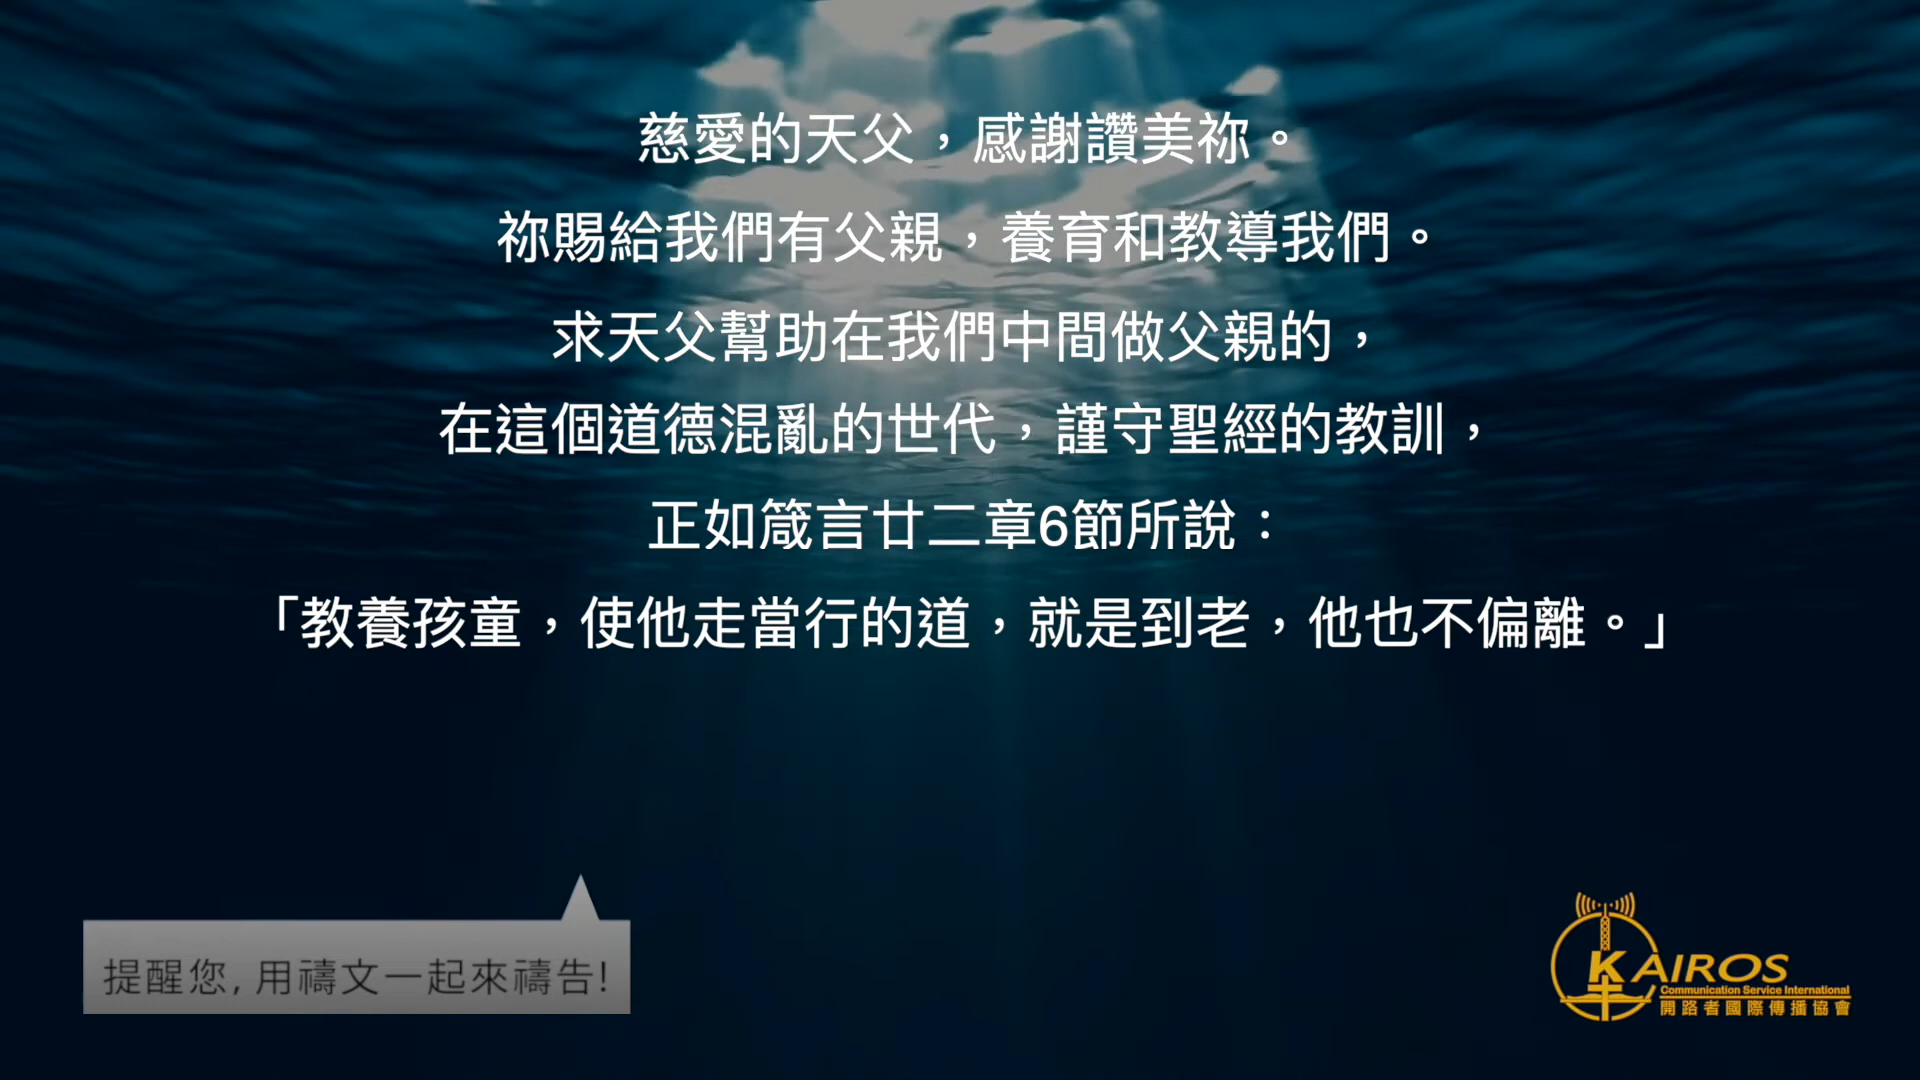 慈愛的天父，感謝讚美祢。
祢賜給我們有父親，養育和教導我們。
求天父幫助在我們中間做父親的，
在這個道德混亂的世代，謹守聖經的教訓，
正如箴言廿二章6節所說：
「教養孩童，使他走當行的道，就是到老，他也不偏離。」
提醒您, 用禱文一起來禱告!
KAIROS
Communication Service International
開路者國際傳播協會